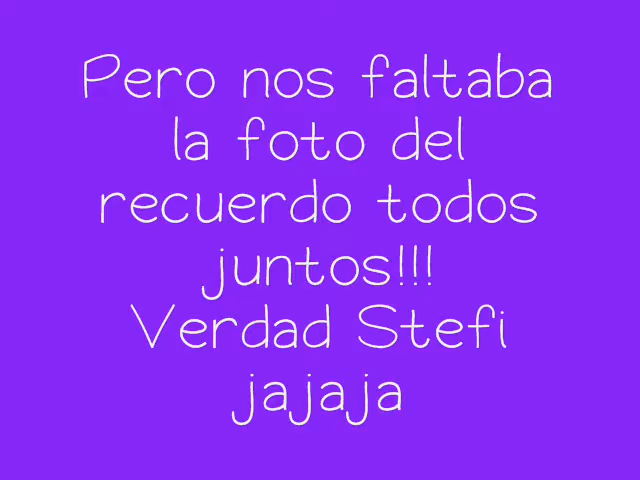 Pero nos faltaba
la foto del
recuerdo todos
juntos!!!
Verdad Stefi
jajaja